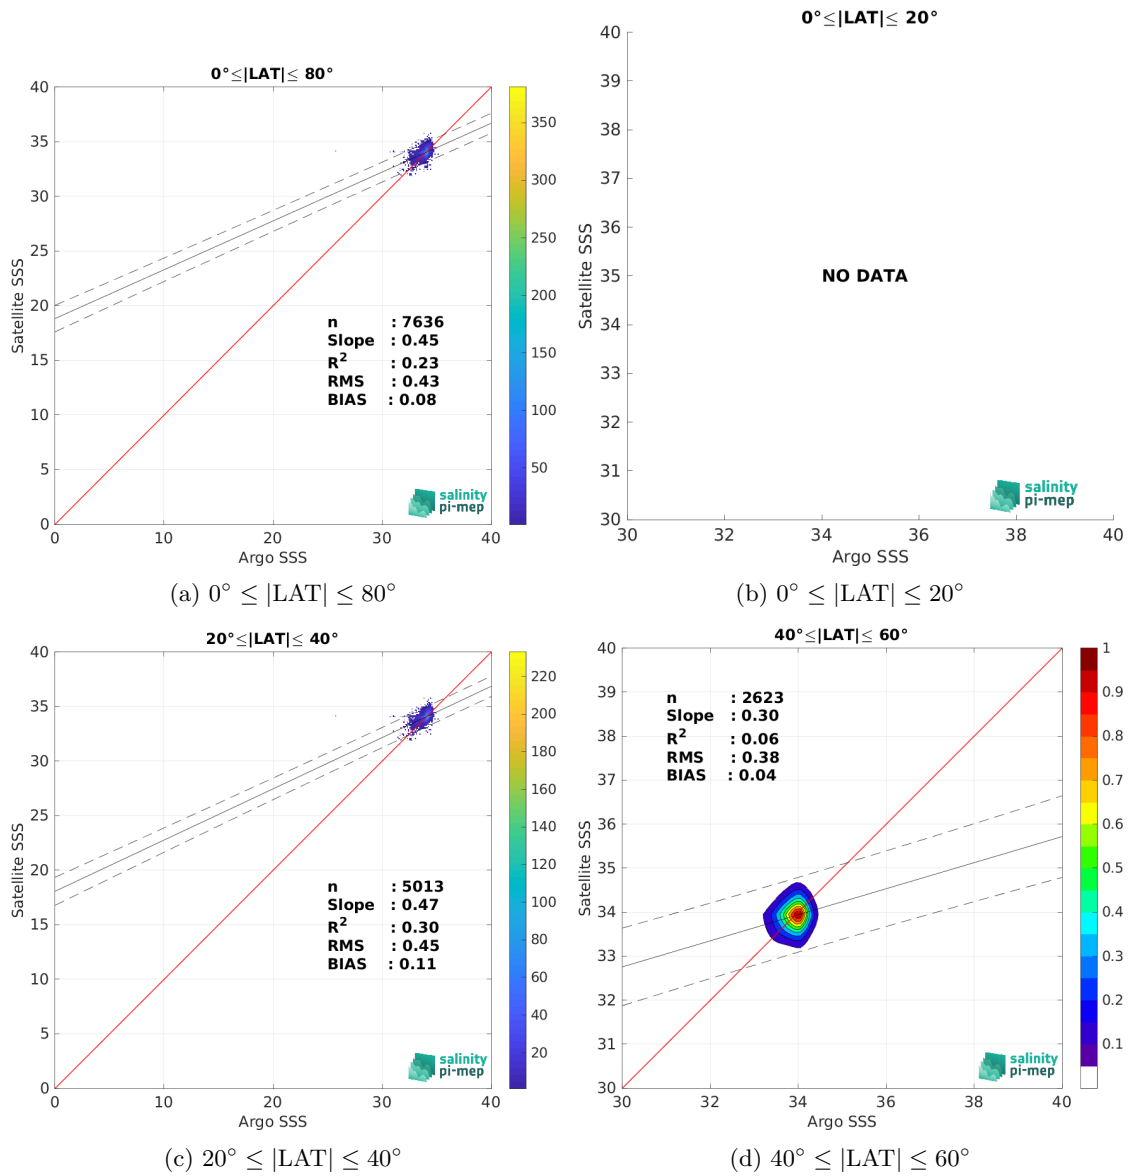 0°≤|LAT|≤ 80°
40
35
30
25
20
15
10
5
0
0
10
20
30
40
Satellite SSS
Argo SSS
n : 7636
Slope : 0.45
R² : 0.23
RMS : 0.43
BIAS : 0.08
salinity
pi-mep
350
300
250
200
150
100
50
(a) 0° ≤ |LAT| ≤ 80°
0°≤|LAT|≤ 20°
40
39
38
37
36
35
34
33
32
31
30
30
32
34
36
38
40
Satellite SSS
Argo SSS
NO DATA
salinity
pi-mep
(b) 0° ≤ |LAT| ≤ 20°
20°≤|LAT|≤ 40°
40
35
30
25
20
15
10
5
0
0
10
20
30
40
Satellite SSS
Argo SSS
n : 5013
Slope : 0.47
R² : 0.30
RMS : 0.45
BIAS : 0.11
salinity
pi-mep
220
200
180
160
140
120
100
80
60
40
20
(c) 20° ≤ |LAT| ≤ 40°
40°≤|LAT|≤ 60°
40
39
38
37
36
35
34
33
32
31
30
30
32
34
36
38
40
Satellite SSS
Argo SSS
n : 2623
Slope : 0.30
R² : 0.06
RMS : 0.38
BIAS : 0.04
salinity
pi-mep
1
0.9
0.8
0.7
0.6
0.5
0.4
0.3
0.2
0.1
(d) 40° ≤ |LAT| ≤ 60°